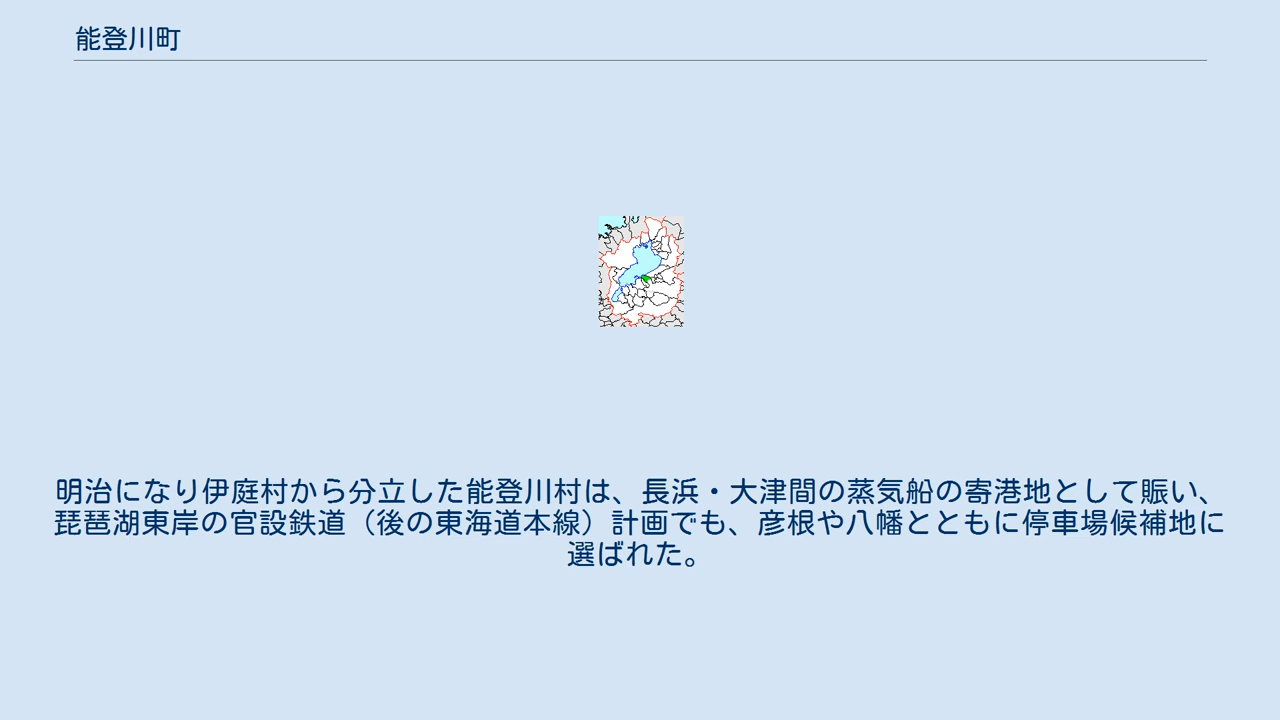 能登川町
明治になり伊庭村から分立した能登川村は、長浜・大津間の蒸気船の寄港地として賑い、
琵琶湖東岸の官設鉄道（後の東海道本線）計画でも、彦根や八幡とともに停車場候補地に
選ばれた。